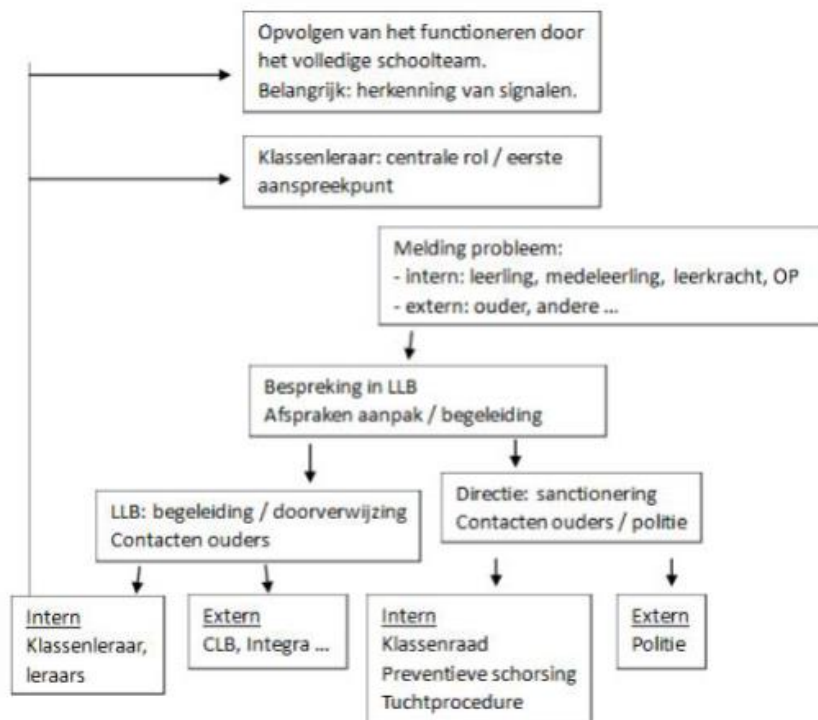 Opvolgen van het functioneren door
het volledige schoolteam.
Belangrijk: herkenning van signalen.
Klassenleraar: centrale rol / eerste
aanspreekpunt
Melding probleem:
- intern: leerling, medeleerling, leerkracht, OP
- extern: ouder, andere ...
Bespreking in LLB
Afspraken aanpak / begeleiding
LLB: begeleiding / doorverwijzing
Contacten ouders
Directie: sanctionering
Contacten ouders / politie
Intern
Klassenleraar,
leraars
Extern
CLB, Integra ...
Intern
Klassenraad
Preventieve schorsing
Tuchtprocedure
Extern
Politie